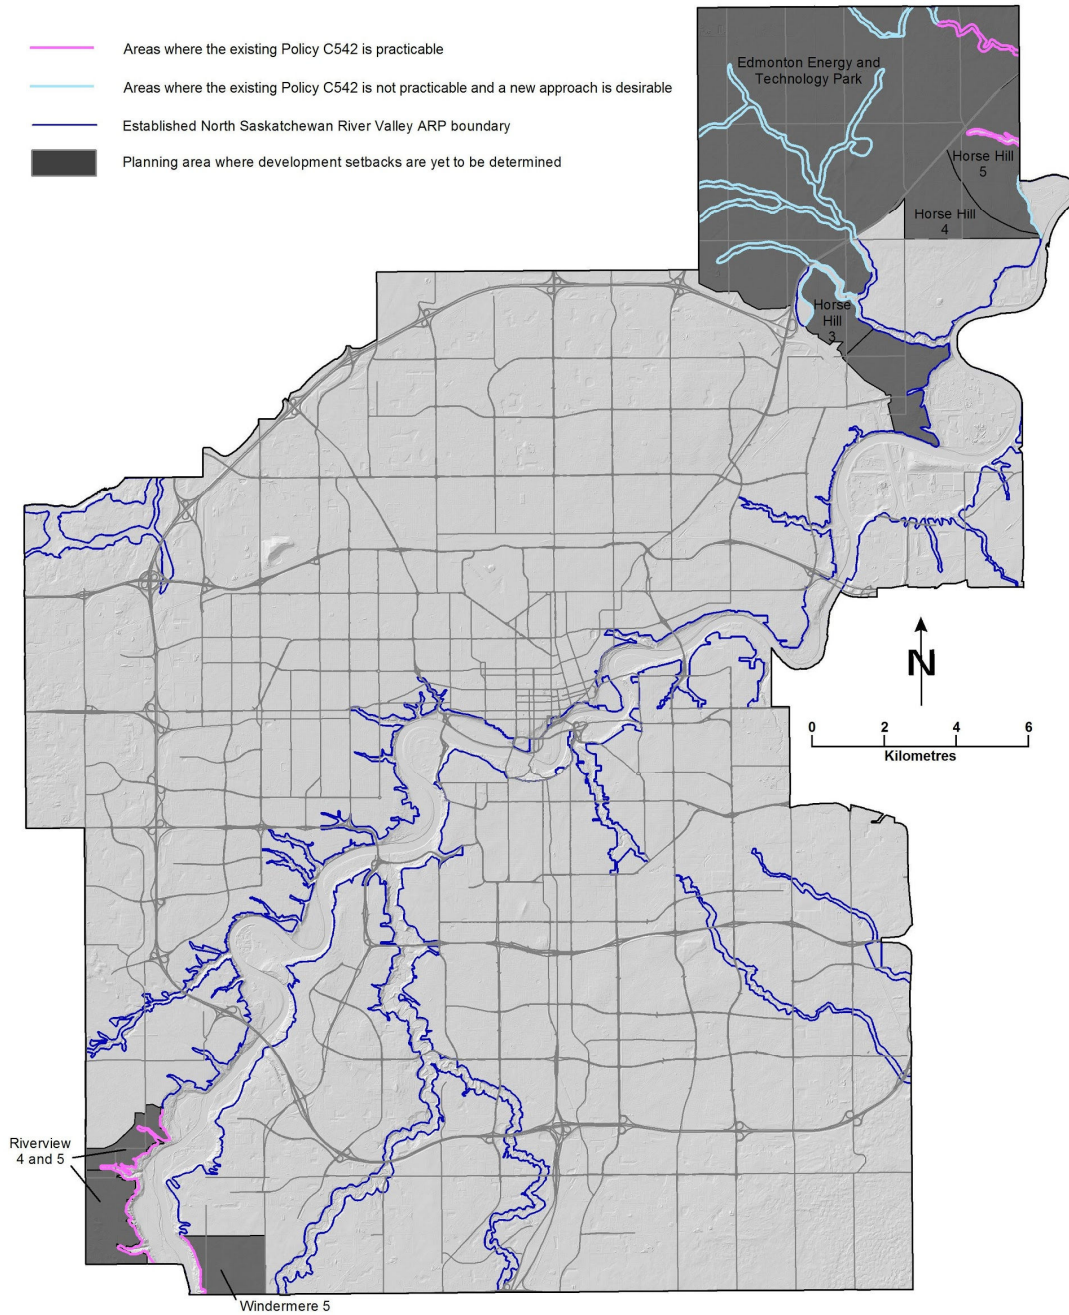 Areas where the existing Policy C542 is practicable
Areas where the existing Policy C542 is not practicable and a new approach is desirable
Established North Saskatchewan River Valley ARP boundary
Planning area where development setbacks are yet to be determined
Edmonton Energy and
Technology Park
Horse Hill
5
Horse Hill
4
Horse
Hill
3
N
0 2 4 6
Kilometres
Riverview
4 and 5
Windermere 5